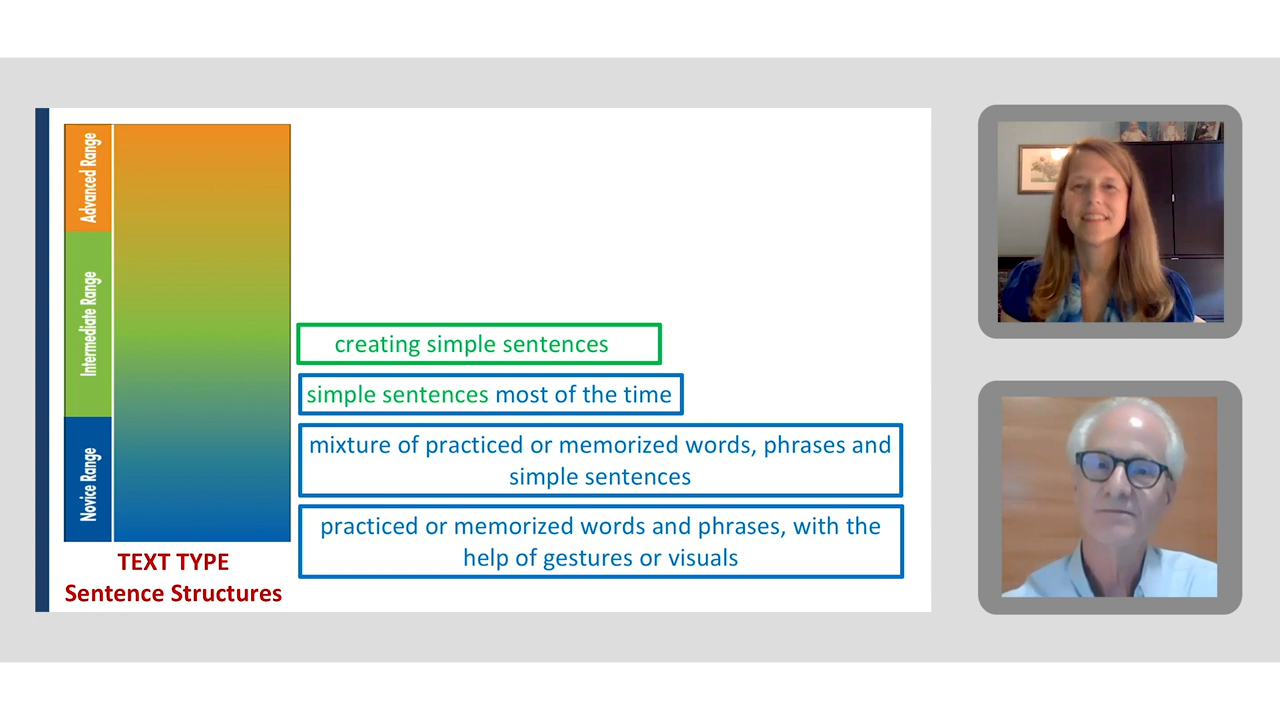 Advanced Range
Intermediate Range
Novice Range
creating simple sentences
simple sentences most of the time
mixture of practiced or memorized words, phrases and
simple sentences
practiced or memorized words and phrases, with the
help of gestures or visuals
TEXT TYPE
Sentence Structures